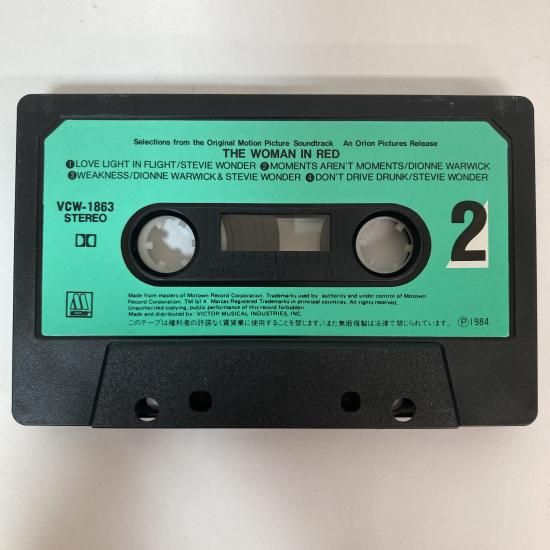 Selections from the Original Motion Picture Soundtrack An Orion Pictures Release
THE WOMAN IN RED
❶LOVE LIGHT IN FLIGHT/STEVIE WONDER ❷MOMENTS AREN'T MOMENTS/DIONNE WARWICK
❸WEAKNESS/DIONNE WARWICK & STEVIE WONDER ❹DON'T DRIVE DRUNK/STEVIE WONDER
VCW-1863
STEREO
2
100 50 0
Made from masters of Motown Record Corporation. Trademarks used by authority and under control of Motown
Record Corporation. TM (s) Marcas Registered Trademarks in principal countries. All rights reserved.
Unauthorized copying, public performance of this record forbidden.
Made and distributed by: VICTOR MUSICAL INDUSTRIES, INC.
このテープは権利者の許諾なく賃貸業に使用することを禁じます。また無断複製は法律で禁じられています。
Ⓟ1984
M